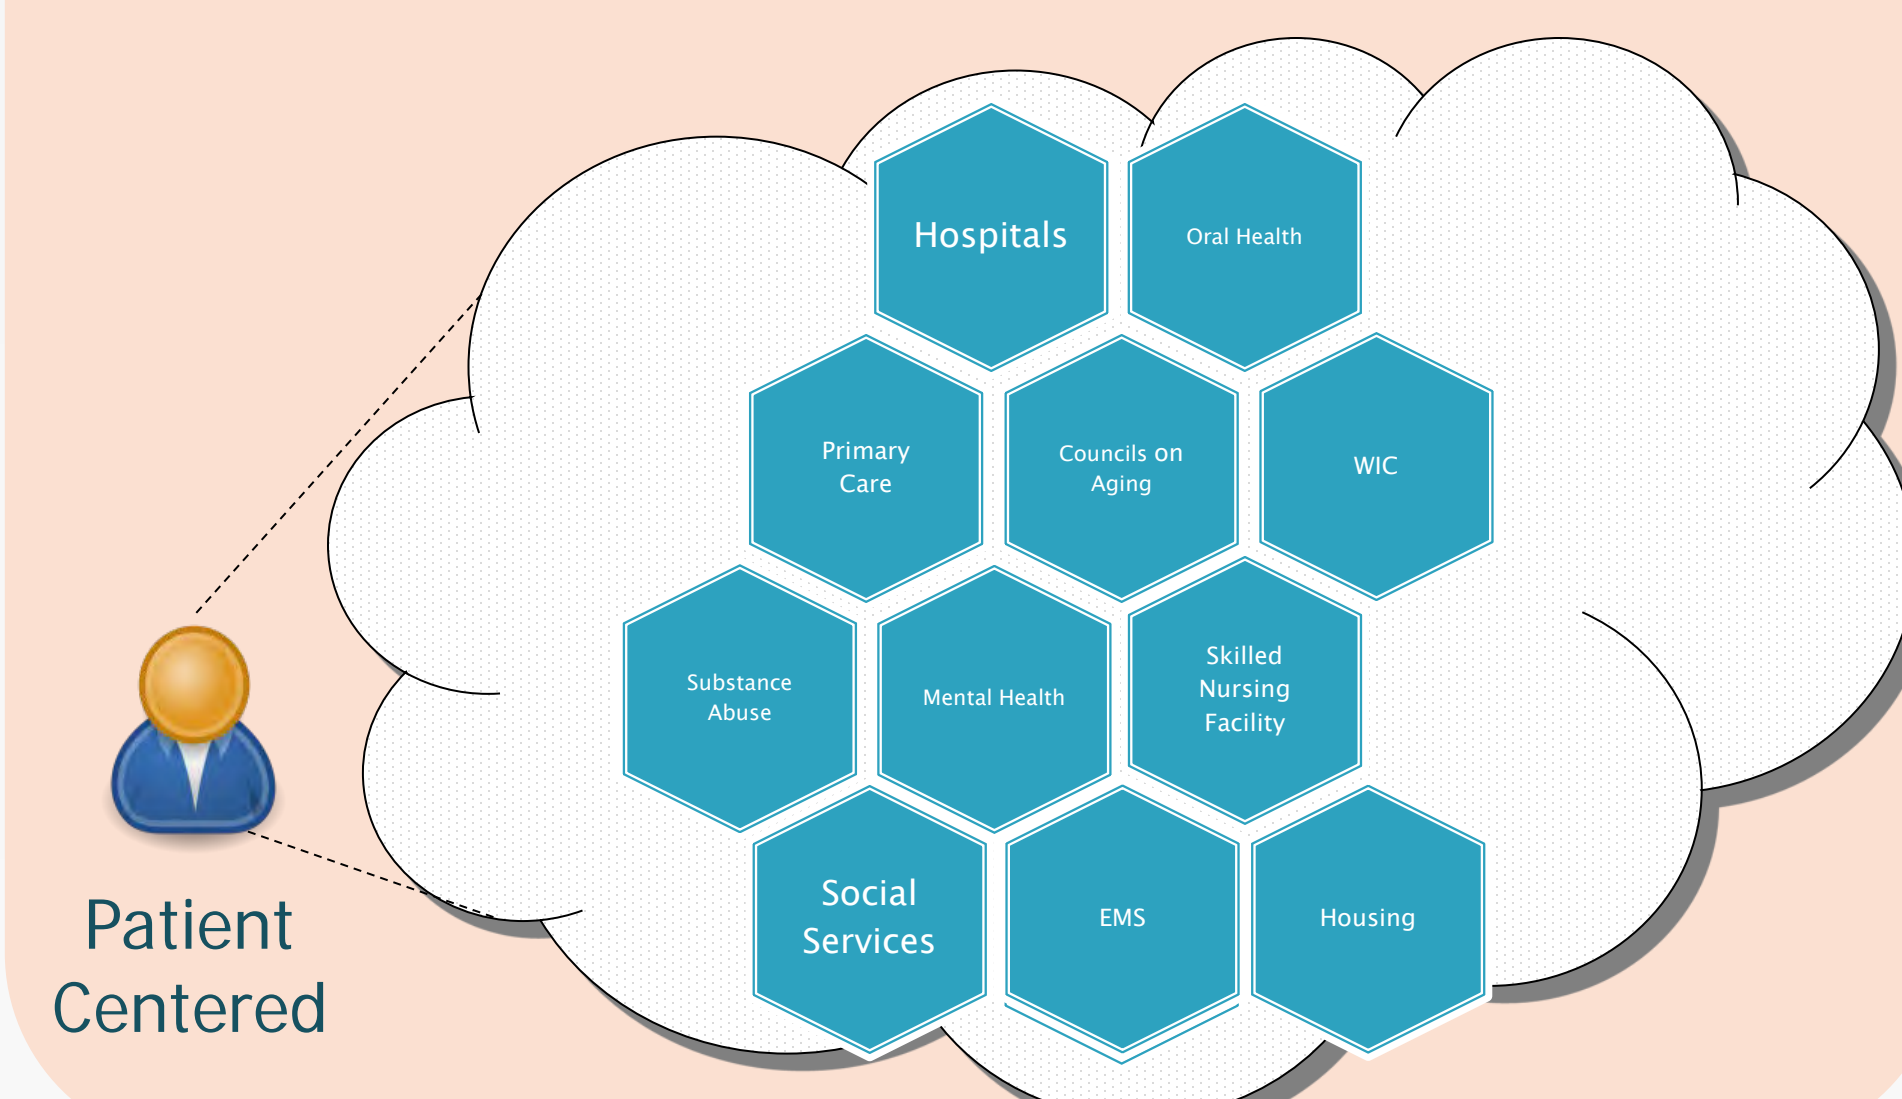 Hospitals
Oral Health
Primary
Care
Councils on
Aging
WIC
Substance
Abuse
Mental Health
Skilled
Nursing
Facility
Social
Services
EMS
Housing
Patient
Centered